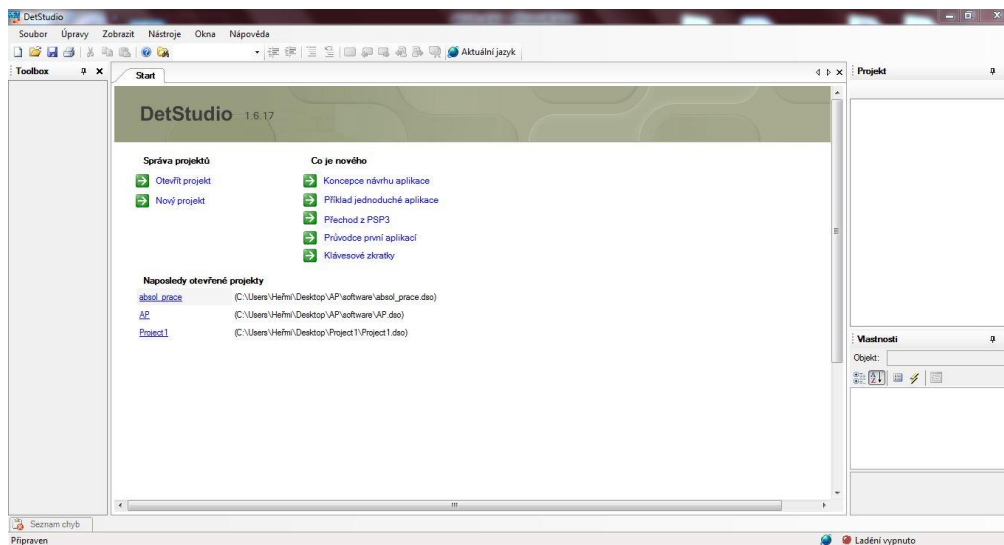 DetStudio
Soubor Úpravy Zobrazit Nástroje Okna Nápověda
Aktuální jazyk
Toolbox
Start
Projekt
DetStudio 1.6.17
Správa projektů
Otevřít projekt
Nový projekt
Co je nového
Koncepce návrhu aplikace
Příklad jednoduché aplikace
Přechod z PSP3
Průvodce první aplikací
Klávesové zkratky
Naposledy otevřené projekty
absol_prace (C:\Users\Heřmi\Desktop\AP\software\absol_prace.dso)
AP (C:\Users\Heřmi\Desktop\AP\software\AP.dso)
Project1 (C:\Users\Heřmi\Desktop\Project1\Project1.dso)
Vlastnosti
Objekt:
Seznam chyb
Připraven
Ladění vypnuto